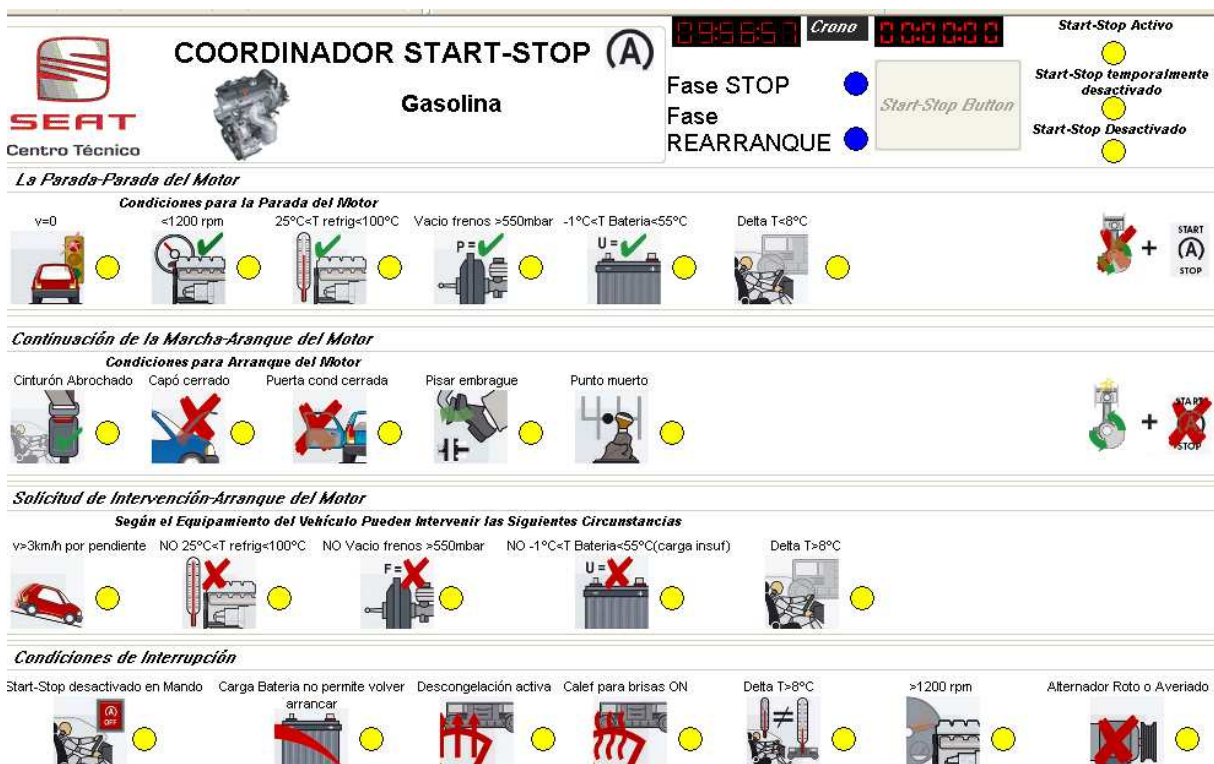 COORDINADOR START-STOP (A)
Gasolina
SEAT
Centro Técnico
09:56:57 Crono 00:00:00
Fase STOP
Fase
REARRANQUE
Start-Stop Button
Start-Stop Activo
Start-Stop temporalmente
desactivado
Start-Stop Desactivado
La Parada-Parada del Motor
Condiciones para la Parada del Motor
v=0 <1200 rpm 25ºC<T refrig<100ºC Vacio frenos >550mbar -1ºC<T Bateria<55ºC Delta T<8ºC
P =
U =
+ START
(A)
STOP
Continuación de la Marcha-Aranque del Motor
Condiciones para Arranque del Motor
Cinturón Abrochado Capó cerrado Puerta cond cerrada Pisar embrague Punto muerto
+ START
(A)
STOP
Solicitud de Intervención-Arranque del Motor
Según el Equipamiento del Vehículo Pueden Intervenir las Siguientes Circunstancias
v>3km/h por pendiente NO 25ºC<T refrig<100ºC NO Vacio frenos >550mbar NO -1ºC<T Bateria<55ºC(carga insuf) Delta T>8ºC
F =
U =
Condiciones de Interrupción
Start-Stop desactivado en Mando Carga Bateria no permite volver Descongelación activa Calef para brisas ON Delta T>8ºC >1200 rpm Alternador Roto o Averiado
arrancar
(A)
OFF
≠